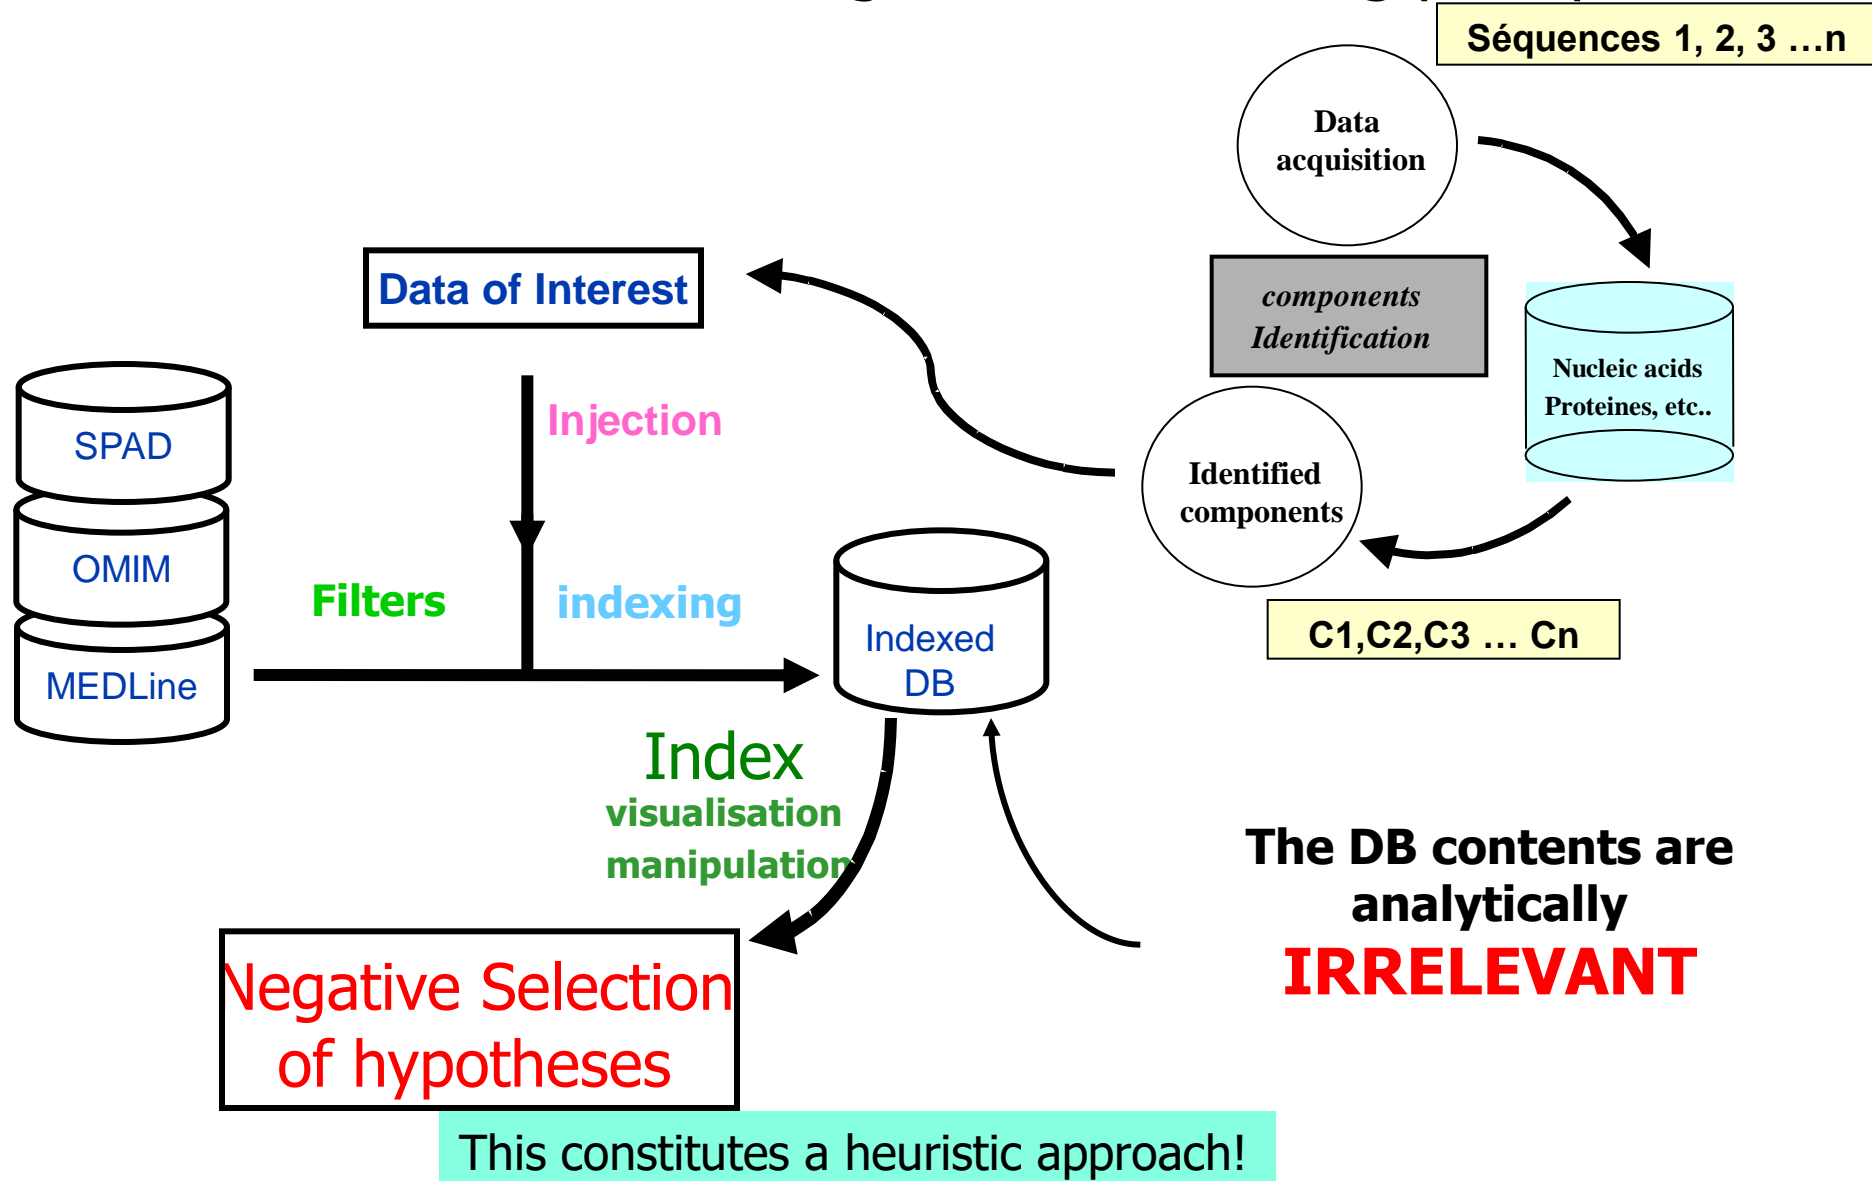 Séquences 1, 2, 3 …n
Data
acquisition
Data of Interest
components
Identification
Nucleic acids
Proteines, etc..
Injection
SPAD
Identified
components
OMIM
Filters
indexing
C1,C2,C3 … Cn
Indexed
DB
MEDLine
Index
visualisation
manipulation
The DB contents are
analytically
IRRELEVANT
Negative Selection
of hypotheses
This constitutes a heuristic approach!